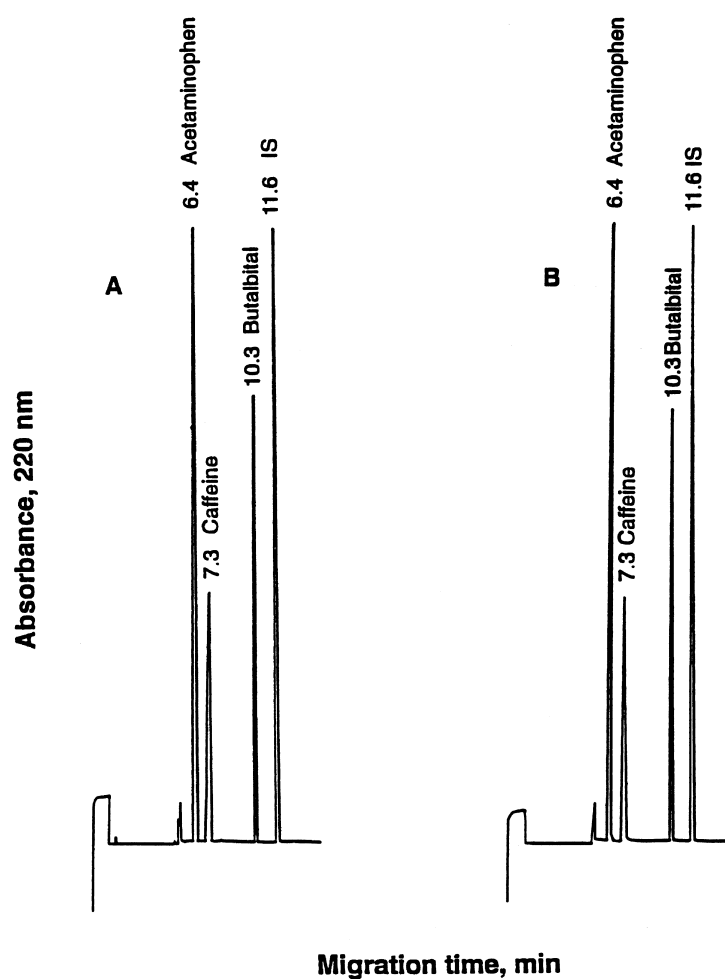 Absorbance, 220 nm
A
6.4 Acetaminophen
7.3 Caffeine
10.3 Butalbital
11.6 IS
B
6.4 Acetaminophen
7.3 Caffeine
10.3 Butalbital
11.6 IS
Migration time, min